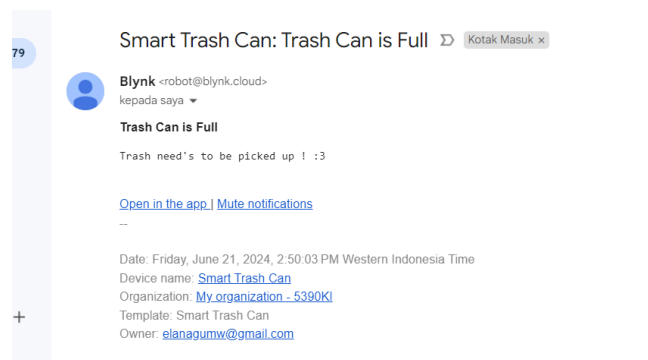 Smart Trash Can: Trash Can is Full Kotak Masuk ×
79
Blynk <robot@blynk.cloud>
kepada saya
Trash Can is Full
Trash need's to be picked up ! :3
Open in the app | Mute notifications
--
Date: Friday, June 21, 2024, 2:50:03 PM Western Indonesia Time
Device name: Smart Trash Can
Organization: My organization - 5390KI
Template: Smart Trash Can
Owner: elanagumw@gmail.com